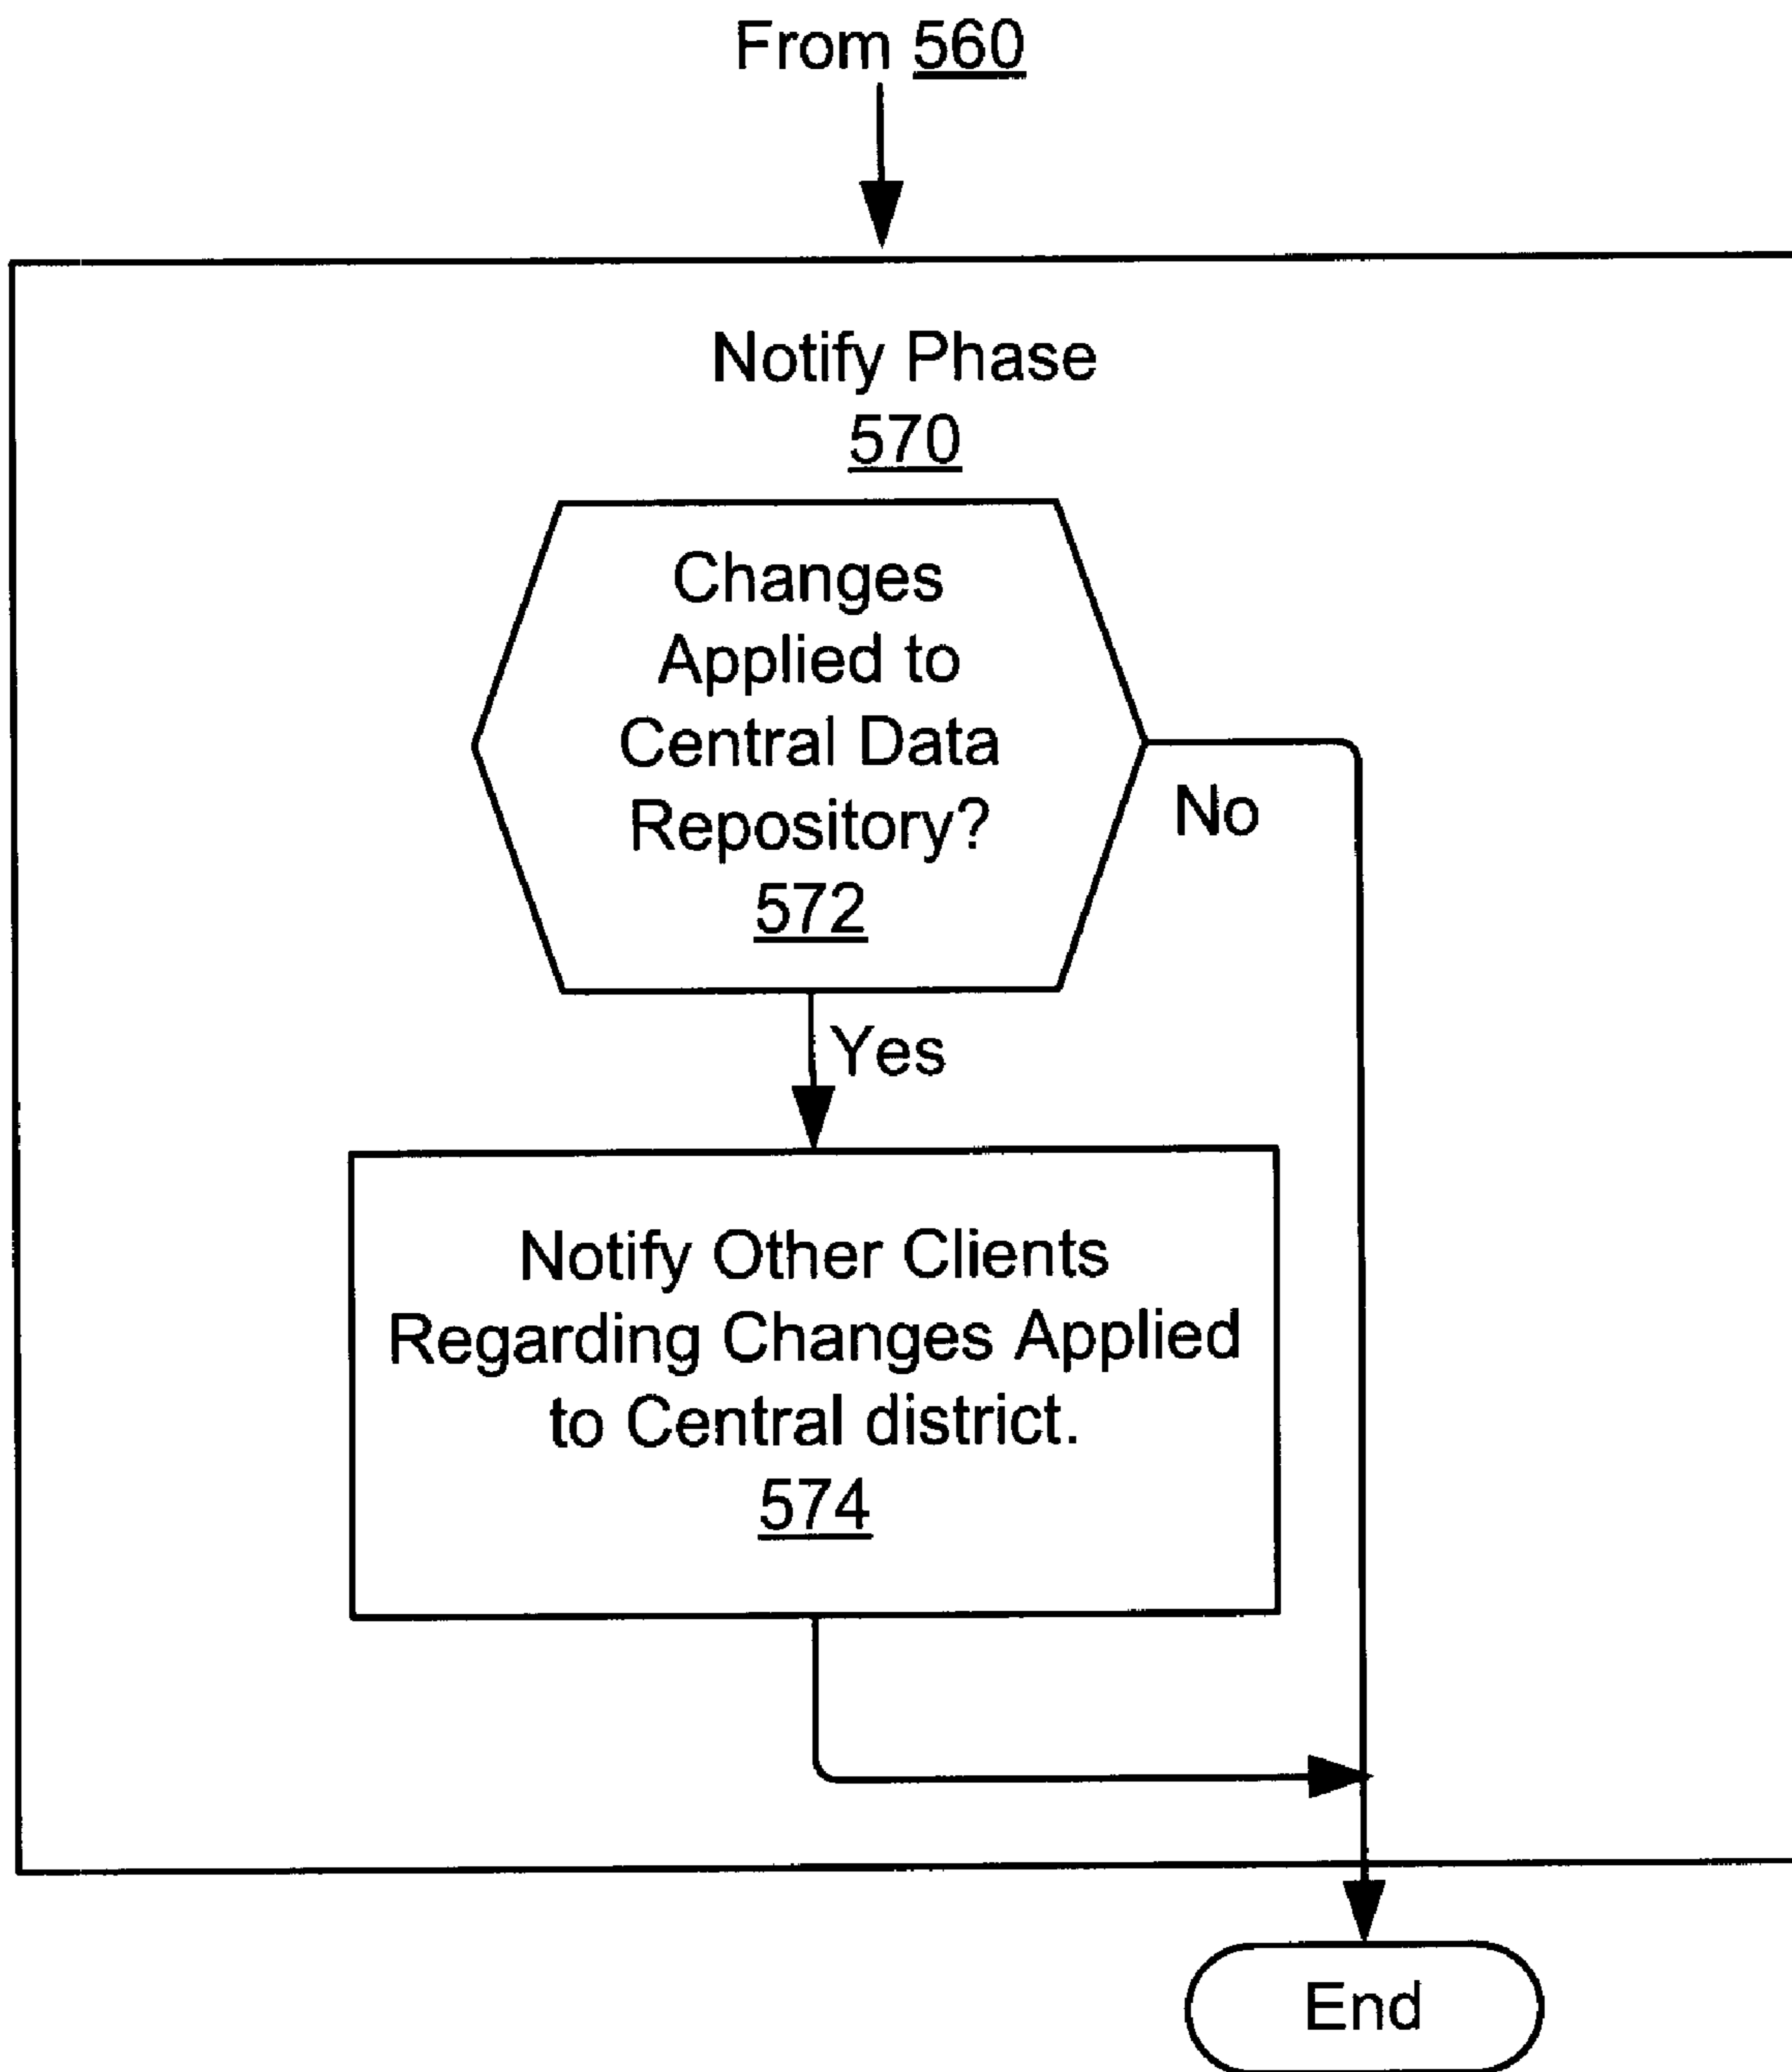 From 560
Notify Phase
570
Changes
Applied to
Central Data
Repository?
572
No
Yes
Notify Other Clients
Regarding Changes Applied
to Central district.
574
End